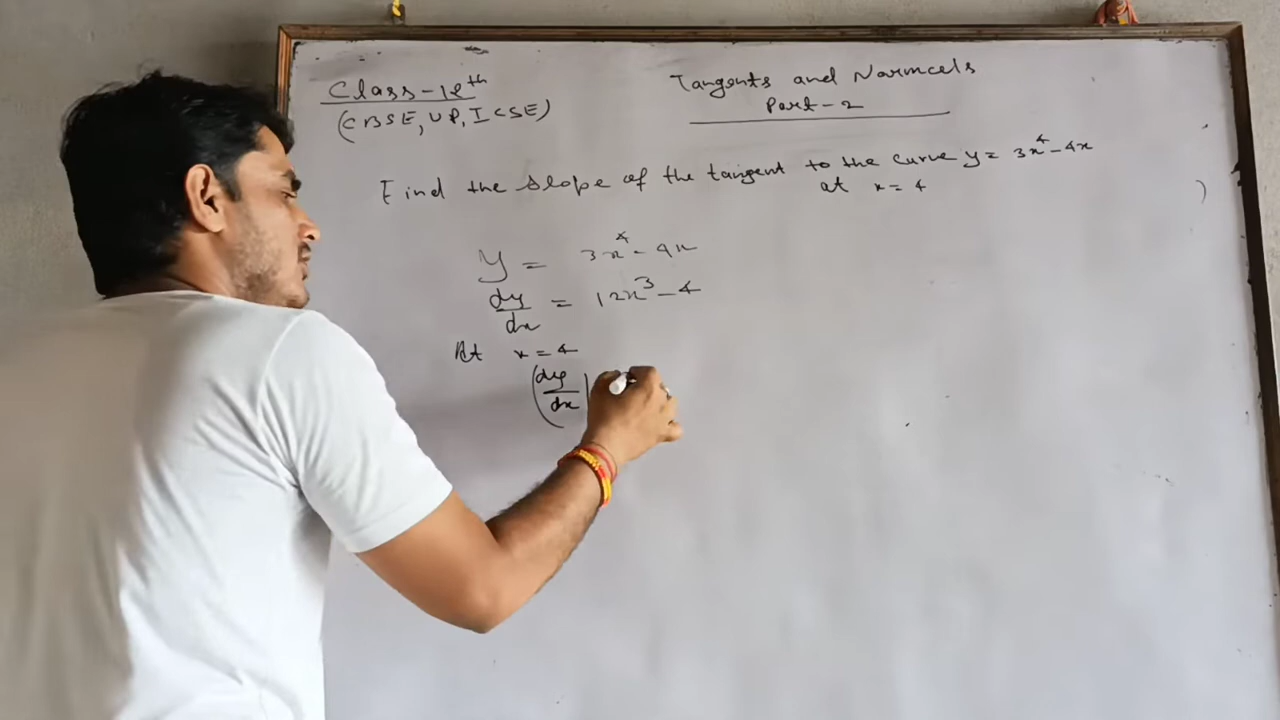 Class-12th
(CBSE, UP, ICSE)
Tangents and Normals
Part-2
Find the slope of the tangent to the curve y = 3x⁴-4x
at x = 4
y = 3x⁴-4x
dy/dx = 12x³-4
At x = 4
(dy/dx)